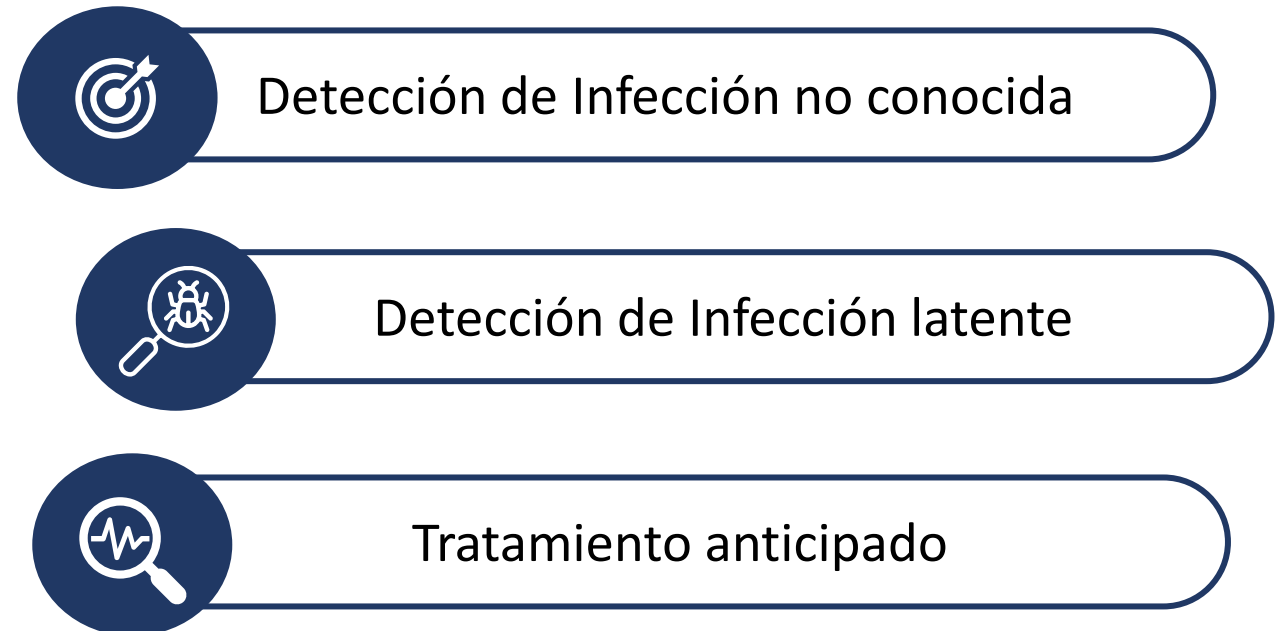 Detección de Infección no conocida
Detección de Infección latente
Tratamiento anticipado